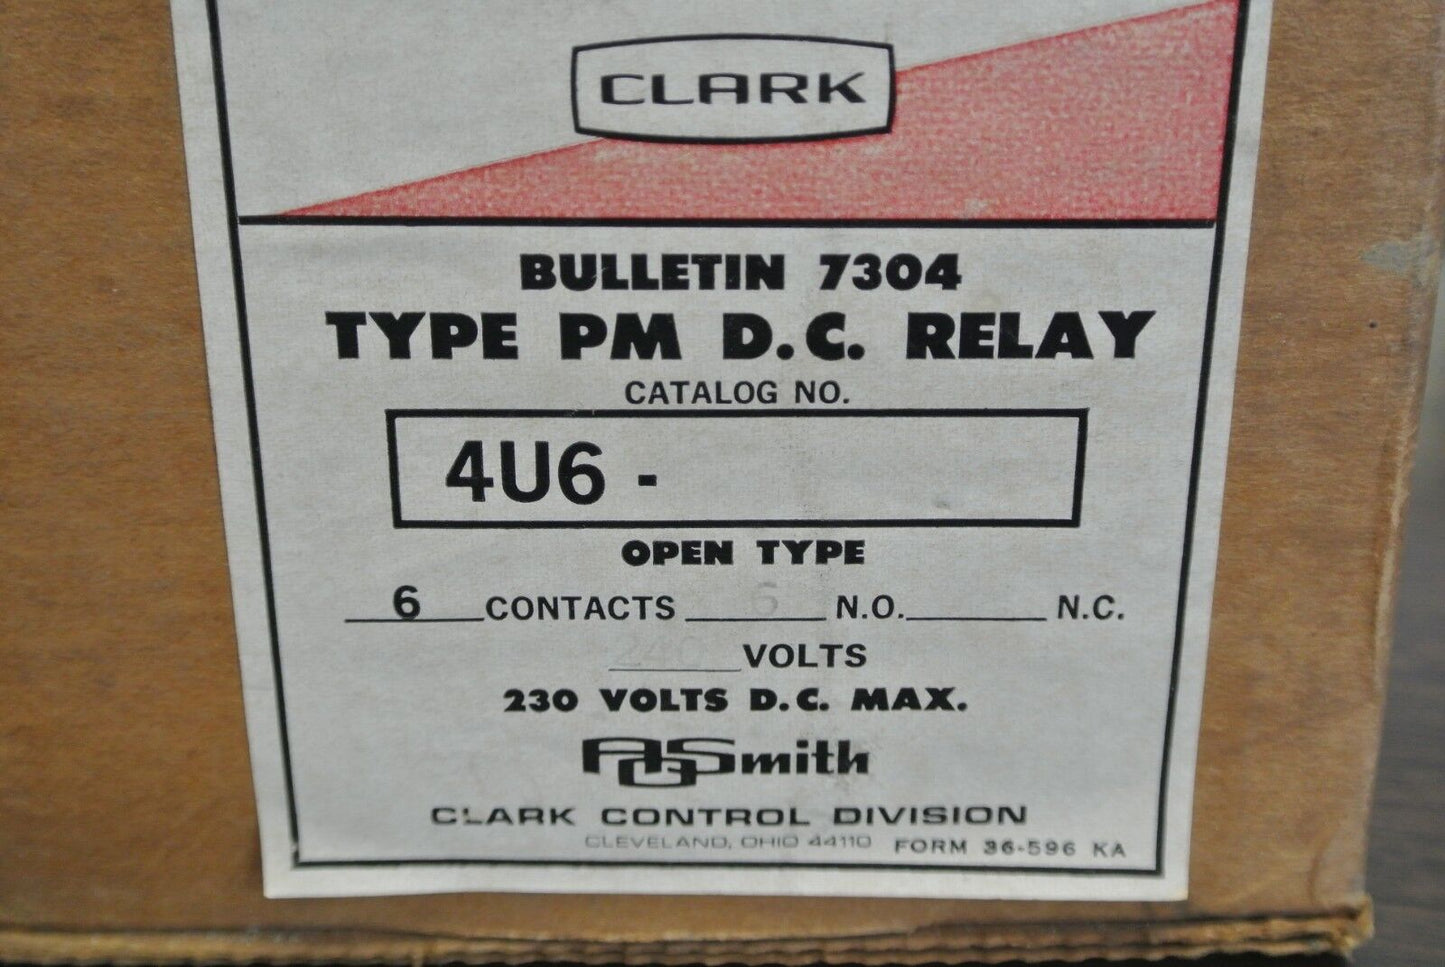 CLARK
BULLETIN 7304
TYPE PM D.C. RELAY
CATALOG NO.
4U6 -
OPEN TYPE
6 CONTACTS 6 N.O. N.C.
240 VOLTS
230 VOLTS D.C. MAX.
AOSmith
CLARK CONTROL DIVISION
CLEVELAND, OHIO 44110 FORM 36-596 KA